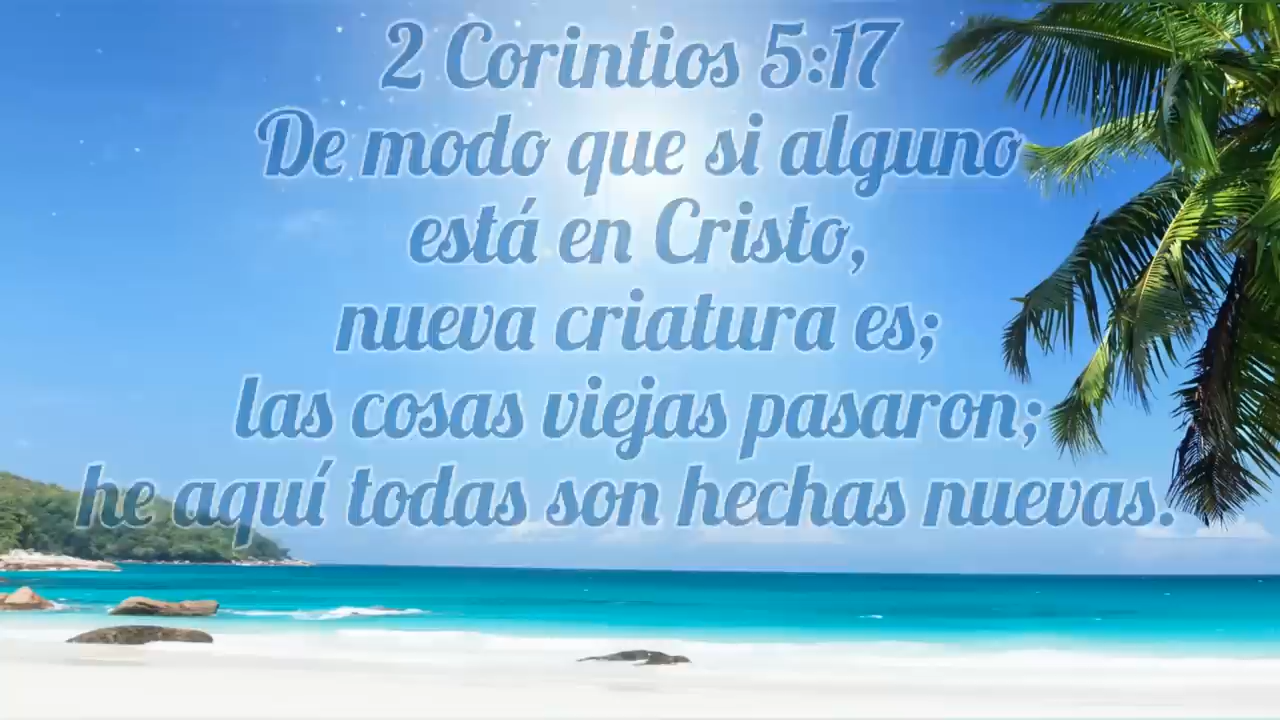 2 Corintios 5:17
De modo que si alguno
está en Cristo,
nueva criatura es;
las cosas viejas pasaron;
he aquí todas son hechas nuevas.